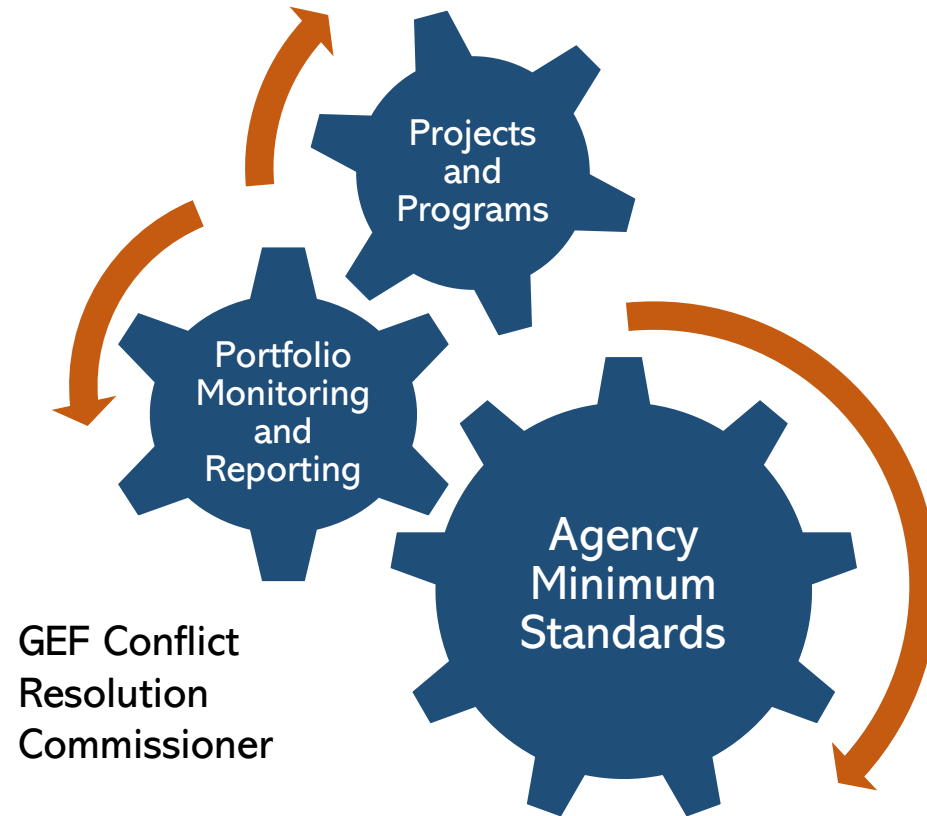 Projects
and
Programs
Portfolio
Monitoring
and
Reporting
Agency
Minimum
Standards
GEF Conflict
Resolution
Commissioner